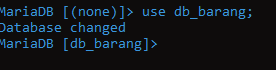 MariaDB [(none)]> use db_barang;
Database changed
MariaDB [db_barang]>